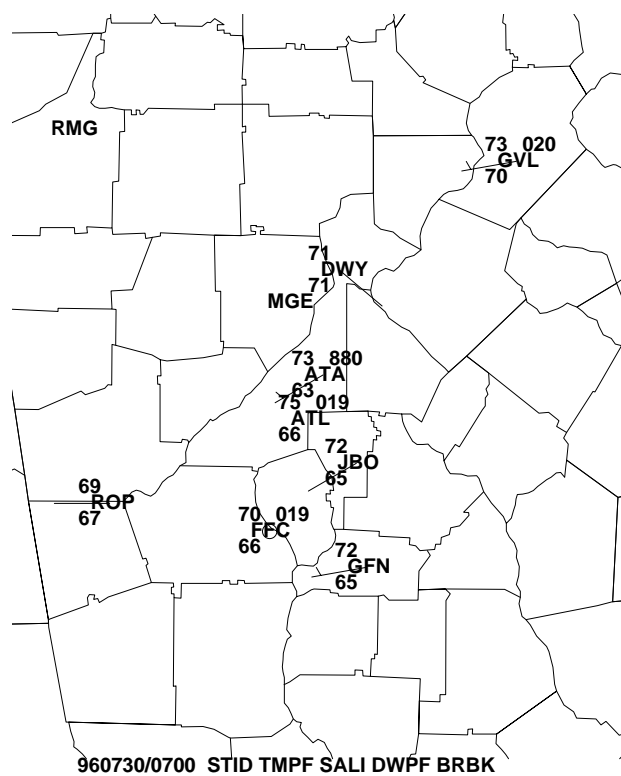 RMG
73 020
GVL
70
71
DWY
71
MGE
73 880
ATA
63
75 019
ATL
66
72
JBO
65
69
ROP
67
70 019
FFC
66
72
GFN
65
960730/0700 STID TMPF SALI DWPF BRBK